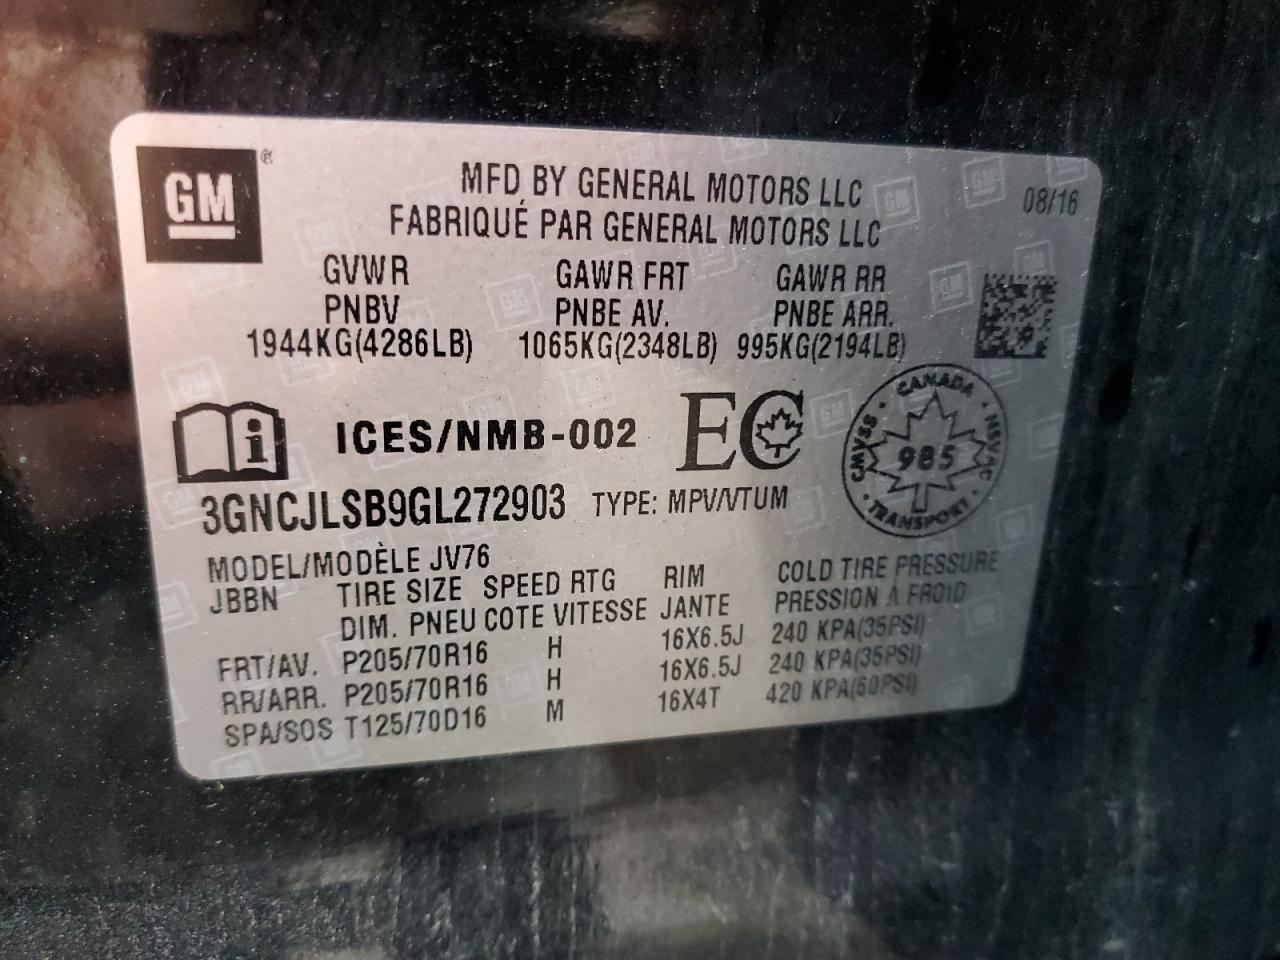 GM ®
MFD BY GENERAL MOTORS LLC
FABRIQUÉ PAR GENERAL MOTORS LLC
08/16
GVWR GAWR FRT GAWR RR
PNBV PNBE AV. PNBE ARR.
1944KG(4286LB) 1065KG(2348LB) 995KG(2194LB)
i ICES/NMB-002 EC
CANADA · NSVAC · TRANSPORT · CMVSS ·
985
3GNCJLSB9GL272903 TYPE: MPV/VTUM
MODEL/MODÈLE JV76
JBBN TIRE SIZE SPEED RTG RIM COLD TIRE PRESSURE
DIM. PNEU COTE VITESSE JANTE PRESSION À FROID
FRT/AV. P205/70R16 H 16X6.5J 240 KPA(35PSI)
RR/ARR. P205/70R16 H 16X6.5J 240 KPA(35PSI)
SPA/SOS T125/70D16 M 16X4T 420 KPA(60PSI)